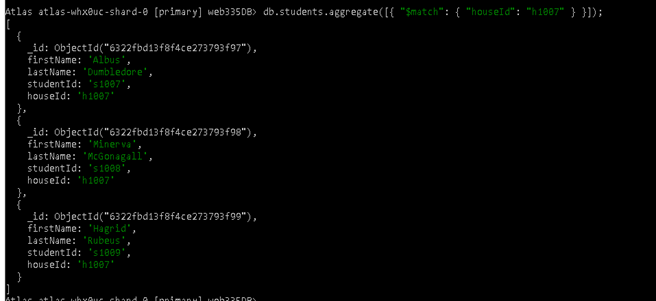 Atlas atlas-whx0uc-shard-0 [primary] web335DB> db.students.aggregate([{ "$match": { "houseId": "h1007" } }]);
[
  {
    _id: ObjectId("6322fbd13f8f4ce273793f97"),
    firstName: 'Albus',
    lastName: 'Dumbledore',
    studentId: 's1007',
    houseId: 'h1007'
  },
  {
    _id: ObjectId("6322fbd13f8f4ce273793f98"),
    firstName: 'Minerva',
    lastName: 'McGonagall',
    studentId: 's1008',
    houseId: 'h1007'
  },
  {
    _id: ObjectId("6322fbd13f8f4ce273793f99"),
    firstName: 'Hagrid',
    lastName: 'Rubeus',
    studentId: 's1009',
    houseId: 'h1007'
  }
]
Atlas atlas-whx0uc-shard-0 [primary] web335DB>